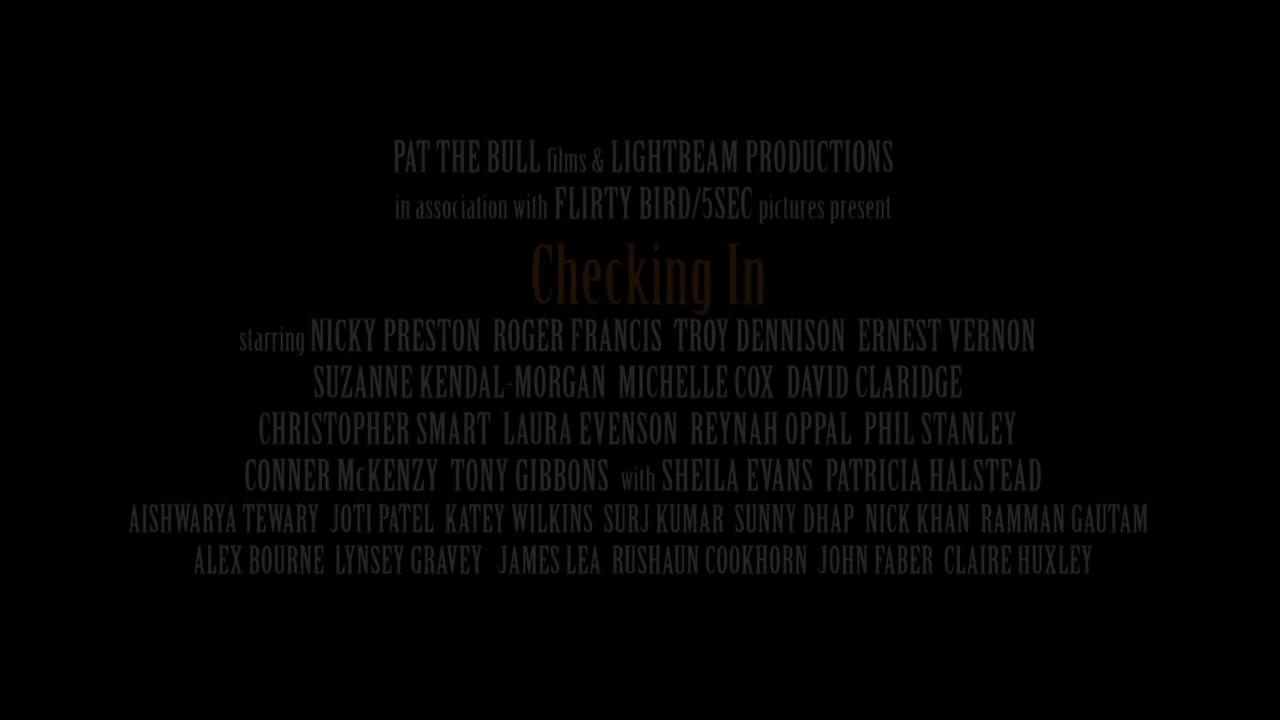 PAT THE BULL films & LIGHTBEAM PRODUCTIONS
in association with FLIRTY BIRD/5SEC pictures present
Checking In
starring NICKY PRESTON ROGER FRANCIS TROY DENNISON ERNEST VERNON
SUZANNE KENDAL-MORGAN MICHELLE COX DAVID CLARIDGE
CHRISTOPHER SMART LAURA EVENSON REYNAH OPPAL PHIL STANLEY
CONNER McKENZY TONY GIBBONS with SHEILA EVANS PATRICIA HALSTEAD
AISHWARYA TEWARY JOTI PATEL KATEY WILKINS SURJ KUMAR SUNNY DHAP NICK KHAN RAMMAN GAUTAM
ALEX BOURNE LYNSEY GRAVEY JAMES LEA RUSHAUN COOKHORN JOHN FABER CLAIRE HUXLEY